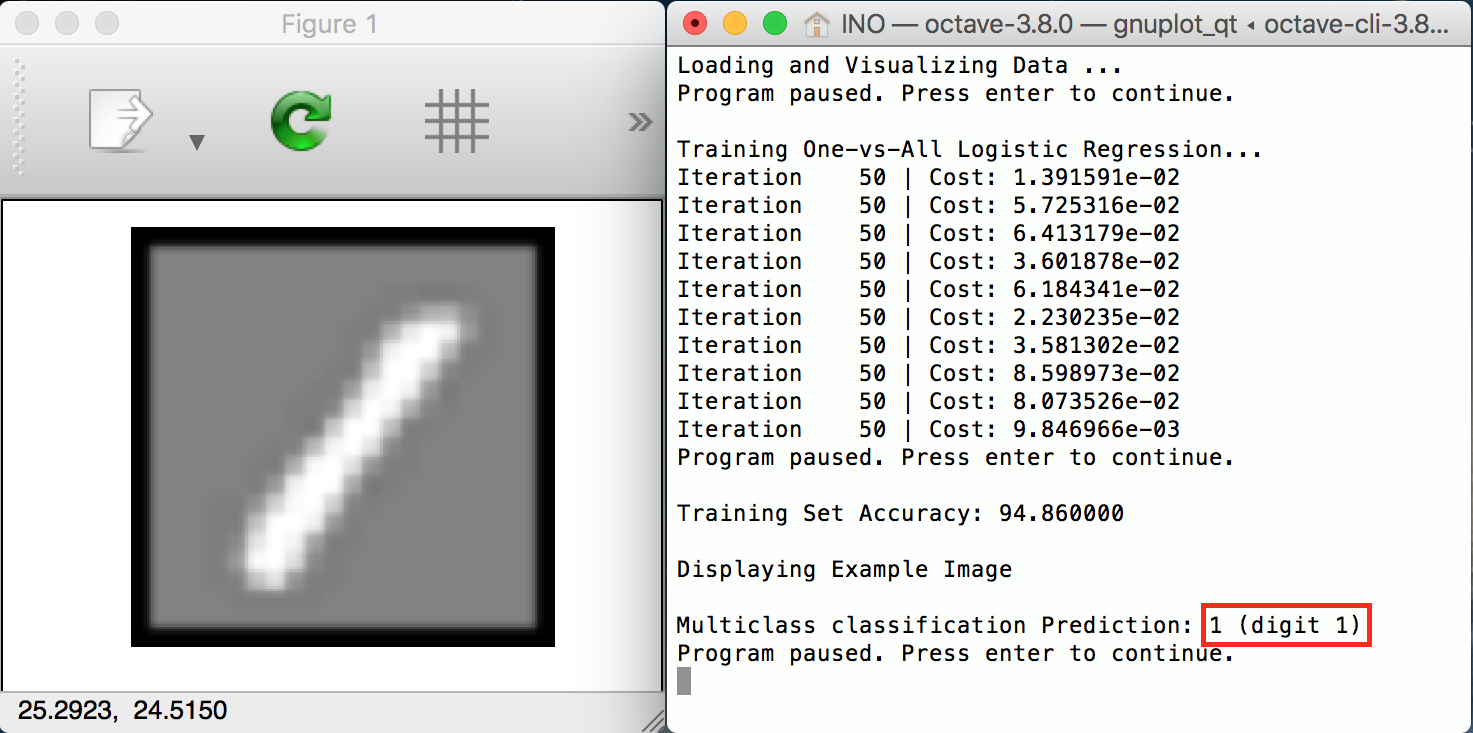 Figure 1
25.2923, 24.5150
INO — octave-3.8.0 — gnuplot_qt ◂ octave-cli-3.8...
Loading and Visualizing Data ...
Program paused. Press enter to continue.
Training One-vs-All Logistic Regression...
Iteration    50 | Cost: 1.391591e-02
Iteration    50 | Cost: 5.725316e-02
Iteration    50 | Cost: 6.413179e-02
Iteration    50 | Cost: 3.601878e-02
Iteration    50 | Cost: 6.184341e-02
Iteration    50 | Cost: 2.230235e-02
Iteration    50 | Cost: 3.581302e-02
Iteration    50 | Cost: 8.598973e-02
Iteration    50 | Cost: 8.073526e-02
Iteration    50 | Cost: 9.846966e-03
Program paused. Press enter to continue.
Training Set Accuracy: 94.860000
Displaying Example Image
Multiclass classification Prediction: 1 (digit 1)
Program paused. Press enter to continue.